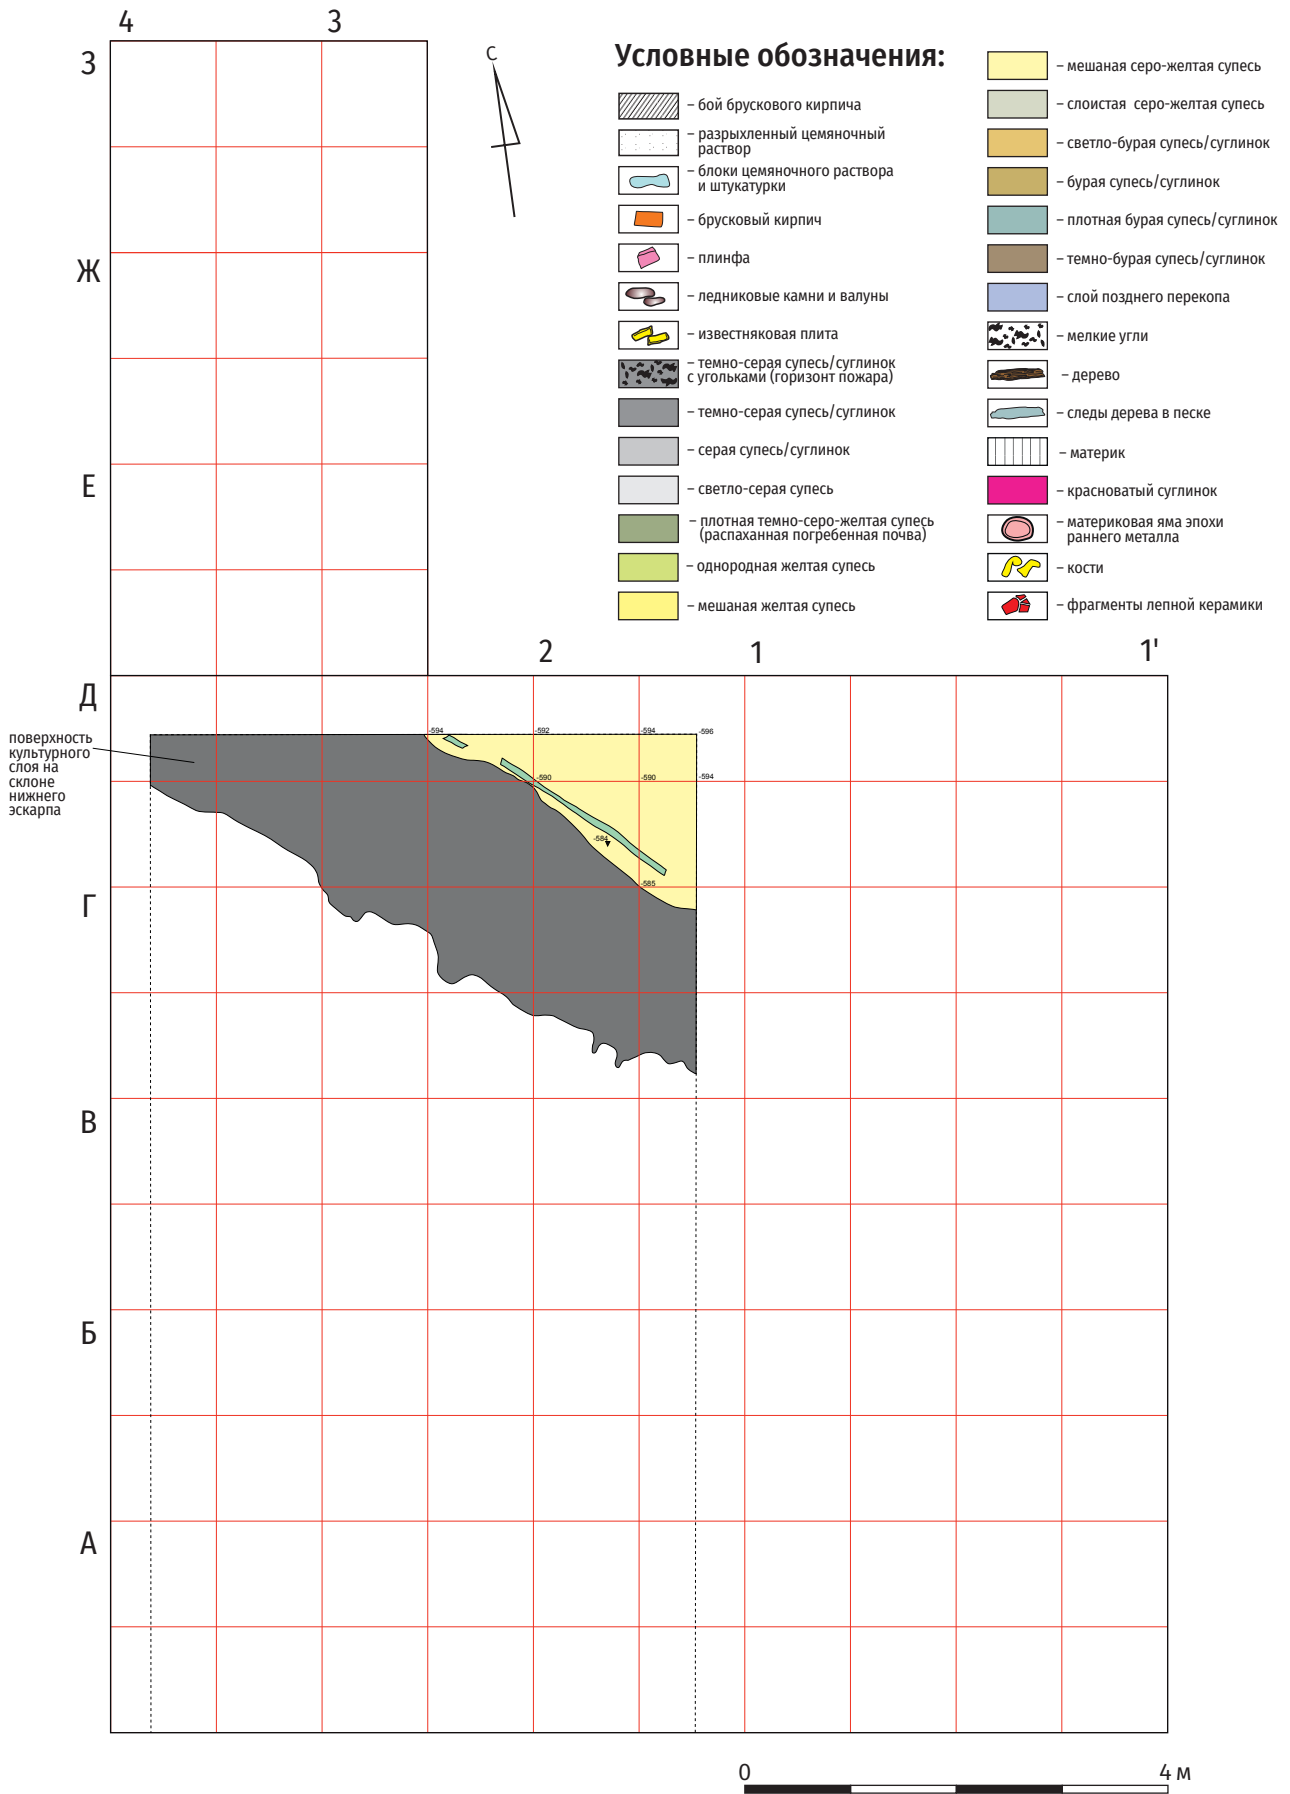 4
3
З
С
Условные обозначения:
– бой брускового кирпича
– разрыхленный цемяночный
раствор
– блоки цемяночного раствора
и штукатурки
– брусковый кирпич
– плинфа
– ледниковые камни и валуны
– известняковая плита
– темно-серая супесь/суглинок
с угольками (горизонт пожара)
– темно-серая супесь/суглинок
– серая супесь/суглинок
– светло-серая супесь
– плотная темно-серо-желтая супесь
(распаханная погребенная почва)
– однородная желтая супесь
– мешаная желтая супесь
– мешаная серо-желтая супесь
– слоистая серо-желтая супесь
– светло-бурая супесь/суглинок
– бурая супесь/суглинок
– плотная бурая супесь/суглинок
– темно-бурая супесь/суглинок
– слой позднего перекопа
– мелкие угли
– дерево
– следы дерева в песке
– материк
– красноватый суглинок
– материковая яма эпохи
раннего металла
– кости
– фрагменты лепной керамики
Ж
Е
2
1
1'
Д
поверхность
культурного
слоя на
склоне
нижнего
эскарпа
-594
-592
-594
-596
-590
-590
-594
-584
-585
Г
В
Б
А
0
4 м